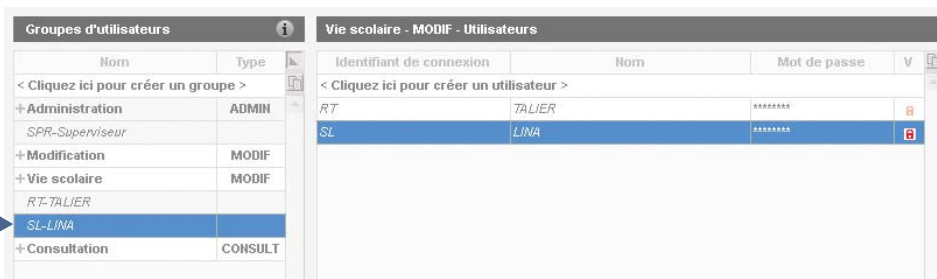 Groupes d'utilisateurs
Nom Type
< Cliquez ici pour créer un groupe >
+Administration ADMIN
SPR-Superviseur
+Modification MODIF
+Vie scolaire MODIF
RT-TALIER
SL-LINA
+Consultation CONSULT
Vie scolaire - MODIF - Utilisateurs
Identifiant de connexion Nom Mot de passe V
< Cliquez ici pour créer un utilisateur >
RT TALIER ********
SL LINA ********